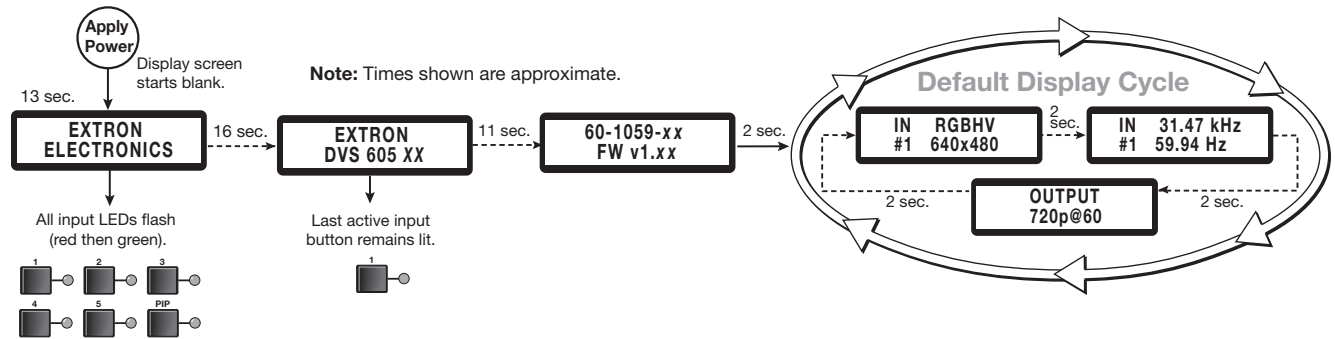 Apply
Power
Display screen
starts blank.
13 sec.
EXTRON
ELECTRONICS
All input LEDs flash
(red then green).
1
2
3
4
5
PIP
16 sec.
Note: Times shown are approximate.
EXTRON
DVS 605 XX
Last active input
button remains lit.
1
11 sec.
60-1059-xx
FW v1.xx
2 sec.
Default Display Cycle
IN RGBHV
#1 640x480
2
sec.
IN 31.47 kHz
#1 59.94 Hz
2 sec.
OUTPUT
720p@60
2 sec.